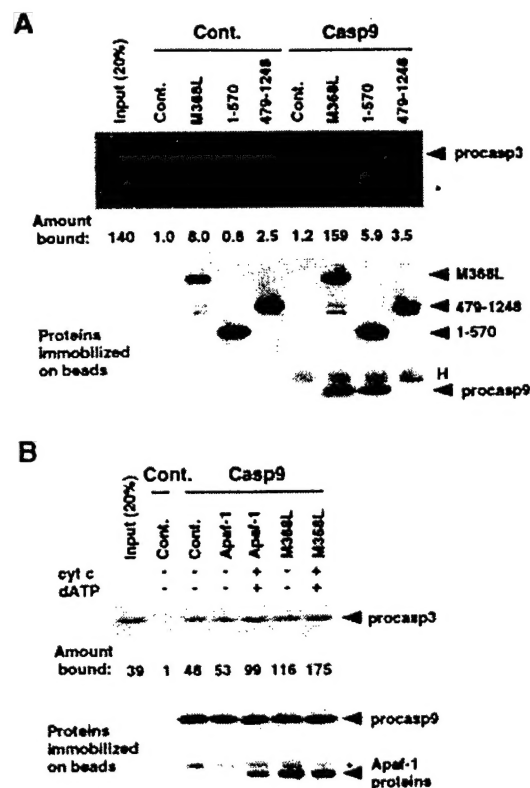 A
Cont.
Casp9
Input (20%)
Cont.
M368L
1-570
479-1248
Cont.
M368L
1-570
479-1248
procasp3
*
Amount bound: 140 1.0 8.0 0.8 2.5 1.2 159 5.9 3.5
M368L
479-1248
1-570
Proteins
immobilized
on beads
H
procasp9
B
Cont.
Casp9
Input (20%)
Cont.
Cont.
Apaf-1
Apaf-1
M368L
M368L
cyt c - - - + - +
dATP - - - + - +
procasp3
Amount bound: 39 1 48 53 99 116 175
procasp9
Proteins
immobilized
on beads
*
Apaf-1
proteins